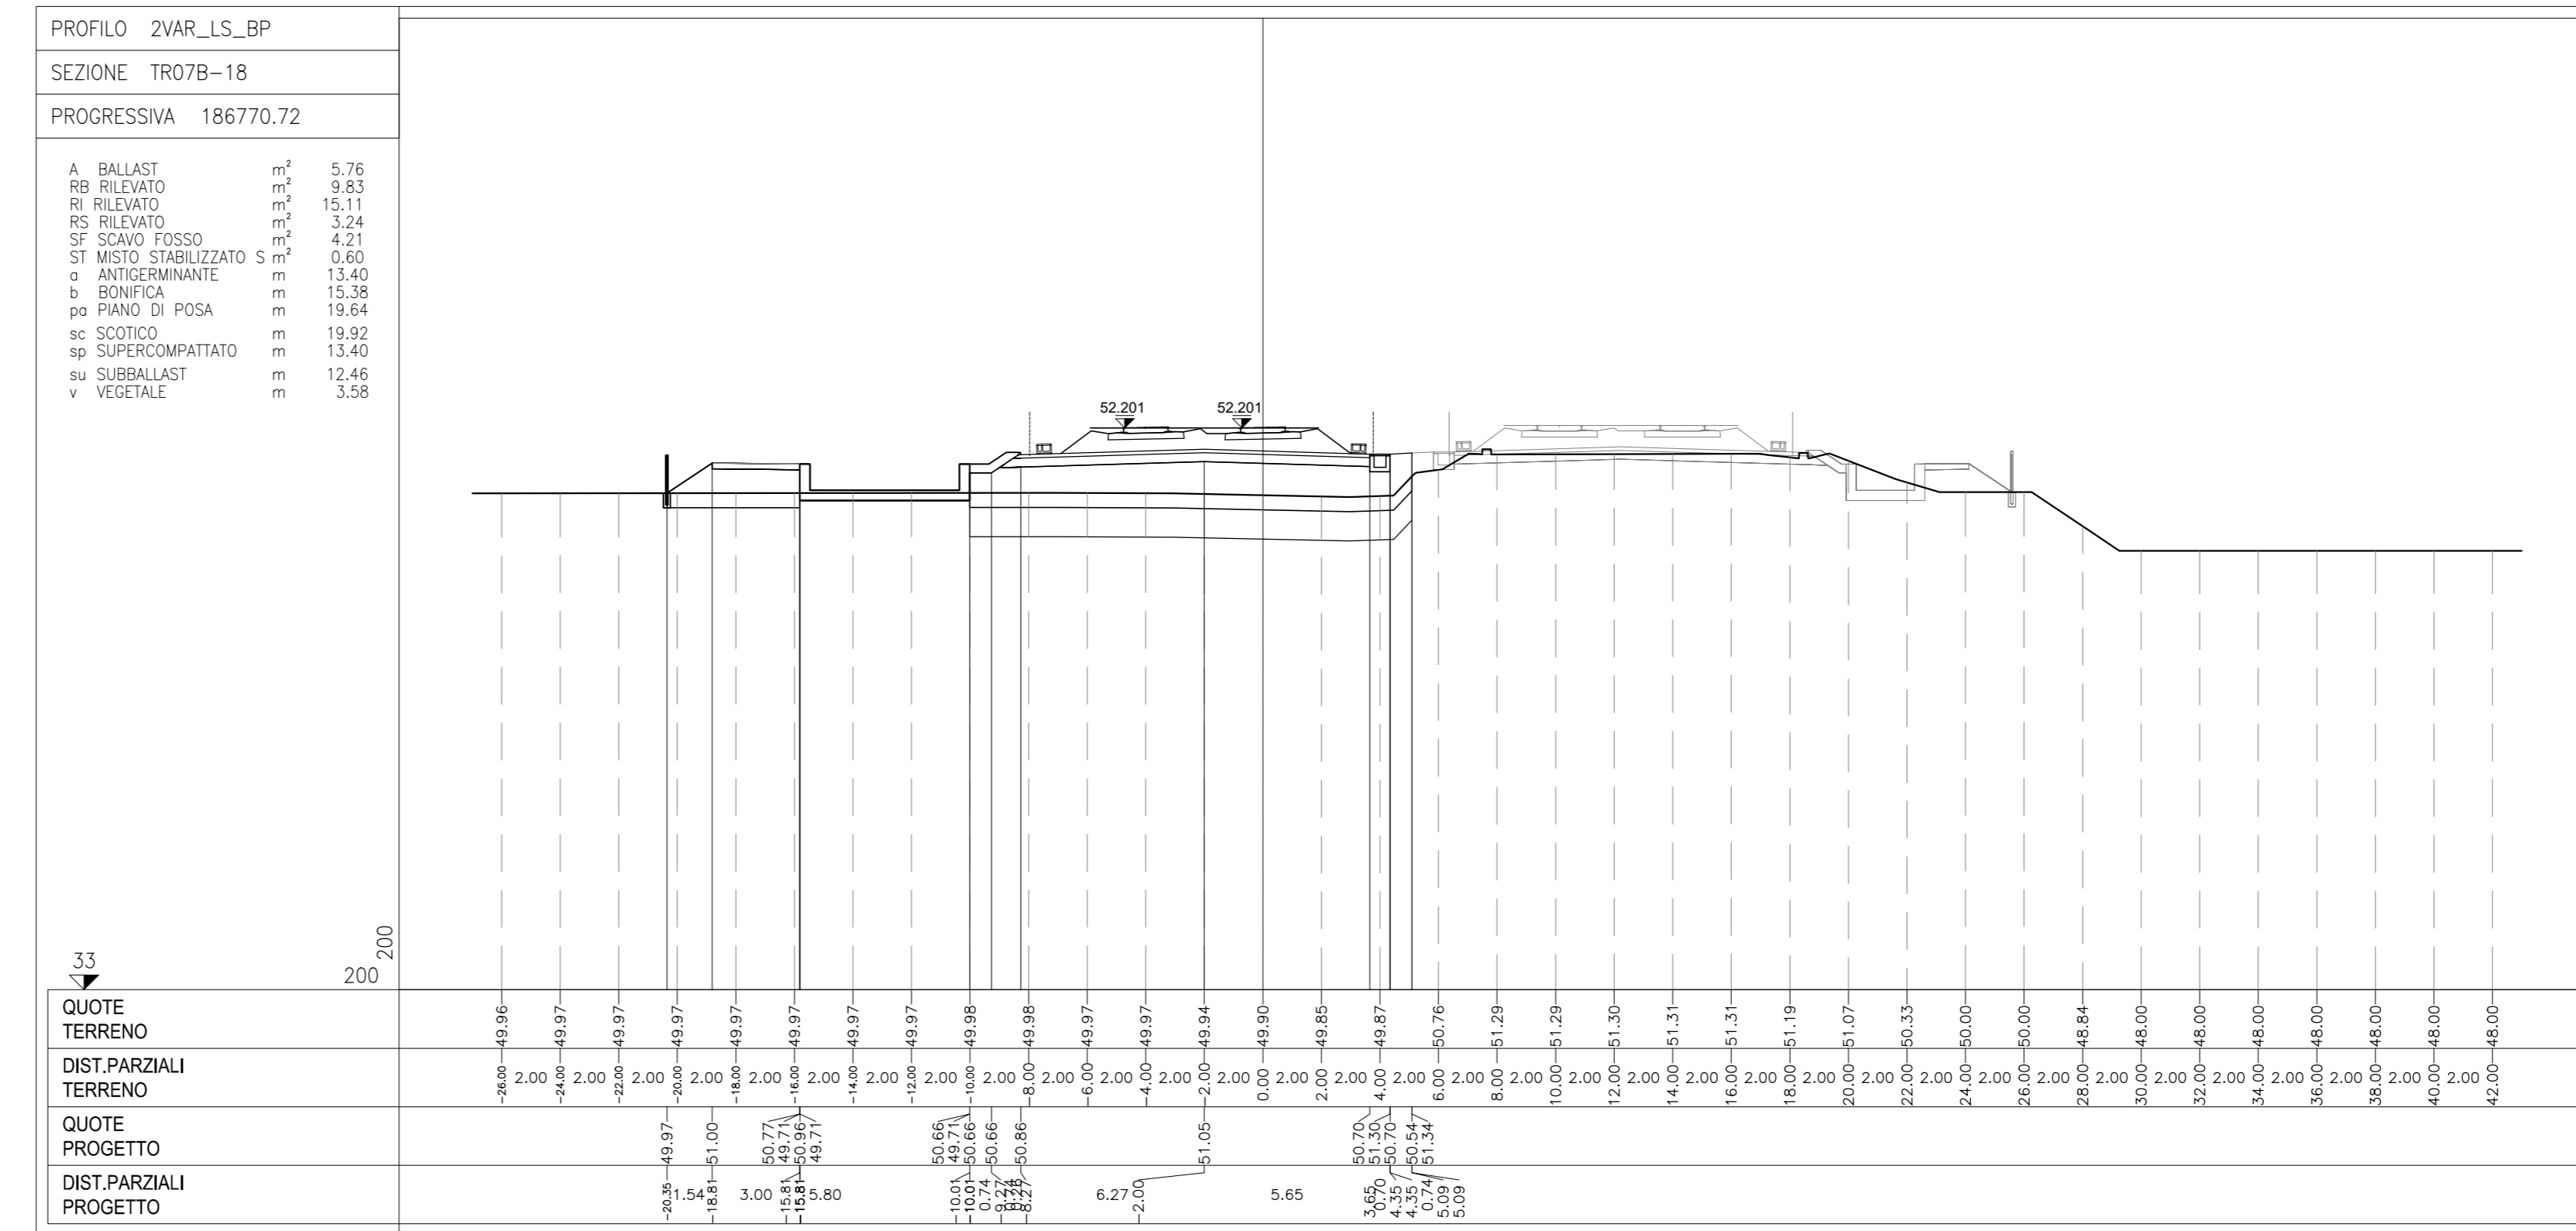 PROFILO 2VAR_LS_BP
SEZIONE TR07B-18
PROGRESSIVA 186770.72
A BALLAST m² 5.76
RB RILEVATO m² 9.83
RI RILEVATO m² 15.11
RS RILEVATO m² 3.24
SF SCAVO FOSSO m² 4.21
ST MISTO STABILIZZATO S m² 0.60
a ANTIGERMINANTE m 13.40
b BONIFICA m 15.38
pa PIANO DI POSA m 19.64
sc SCOTICO m 19.92
sp SUPERCOMPATTATO m 13.40
su SUBBALLAST m 12.46
v VEGETALE m 3.58
52.201 52.201
33
200
200
QUOTE
TERRENO
49.96 49.97 49.97 49.97 49.97 49.97 49.97 49.97 49.98 49.98 49.97 49.97 49.94 49.90 49.85 49.87 50.76 51.29 51.29 51.30 51.31 51.31 51.19 51.07 50.33 50.00 50.00 48.84 48.00 48.00 48.00 48.00 48.00 48.00 48.00
DIST.PARZIALI
TERRENO
-26.00 2.00 -24.00 2.00 -22.00 2.00 -20.00 2.00 -18.00 2.00 -16.00 2.00 -14.00 2.00 -12.00 2.00 -10.00 2.00 -8.00 2.00 -6.00 2.00 -4.00 2.00 -2.00 2.00 0.00 2.00 2.00 2.00 4.00 2.00 6.00 2.00 8.00 2.00 10.00 2.00 12.00 2.00 14.00 2.00 16.00 2.00 18.00 2.00 20.00 2.00 22.00 2.00 24.00 2.00 26.00 2.00 28.00 2.00 30.00 2.00 32.00 2.00 34.00 2.00 36.00 2.00 38.00 2.00 40.00 2.00 42.00
QUOTE
PROGETTO
49.97 51.00 50.77 49.71 50.96 49.71 50.66 49.71 50.66 50.66 50.86 51.05 50.70 51.30 50.70 50.54 51.34
DIST.PARZIALI
PROGETTO
-20.35 1.54 -18.81 3.00 -15.81 -15.81 5.80 -10.01 -10.01 0.74 -8.27 6.27 -2.00 5.65 3.65 0.70 4.35 4.35 0.74 5.09 5.09